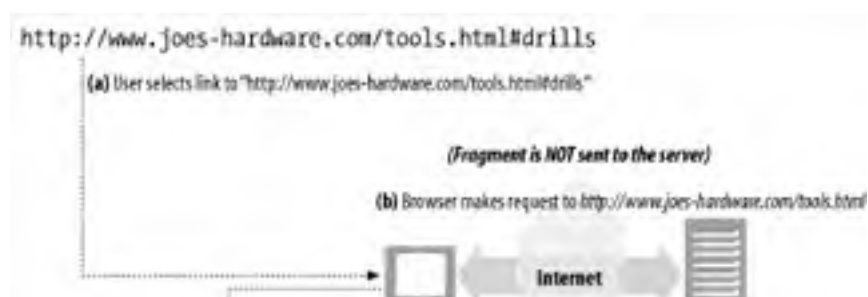 http://www.joes-hardware.com/tools.html#drills
(a) User selects link to "http://www.joes-hardware.com/tools.html#drills"
(Fragment is NOT sent to the server)
(b) Browser makes request to http://www.joes-hardware.com/tools.html
Internet